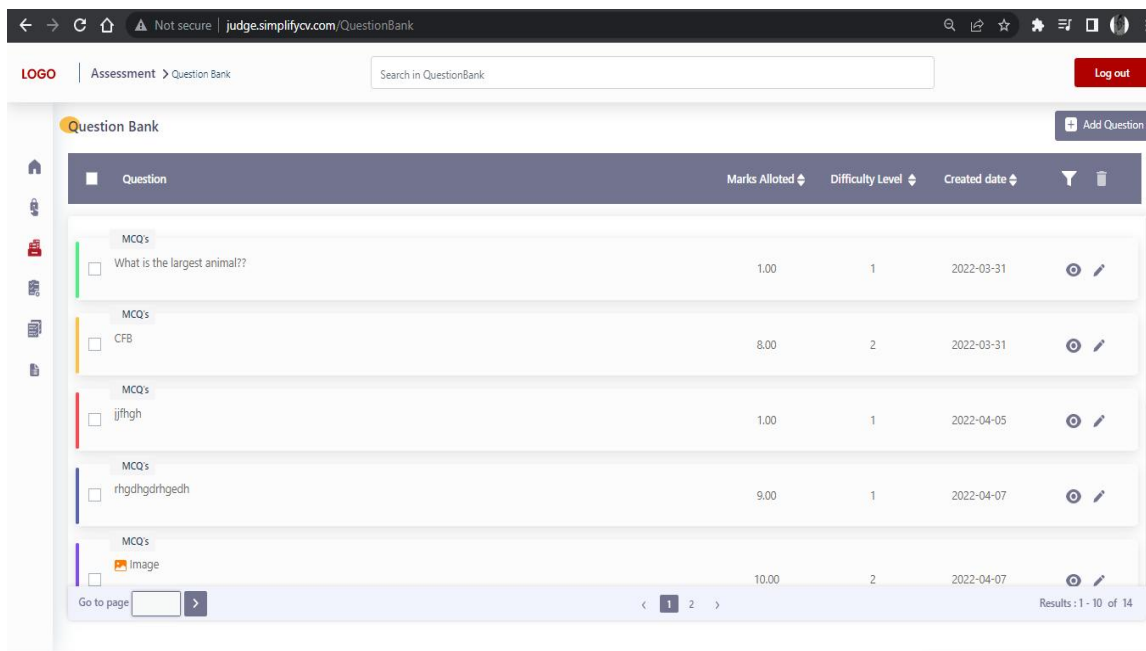 Not secure | judge.simplifycv.com/QuestionBank
LOGO Assessment > Question Bank Search in QuestionBank Log out
Question Bank + Add Question
Question Marks Alloted Difficulty Level Created date
MCQ's
What is the largest animal?? 1.00 1 2022-03-31
MCQ's
CFB 8.00 2 2022-03-31
MCQ's
jjfhgh 1.00 1 2022-04-05
MCQ's
rhgdhgdrhgedh 9.00 1 2022-04-07
MCQ's
Image 10.00 2 2022-04-07
Go to page > < 1 2 > Results : 1 - 10 of 14